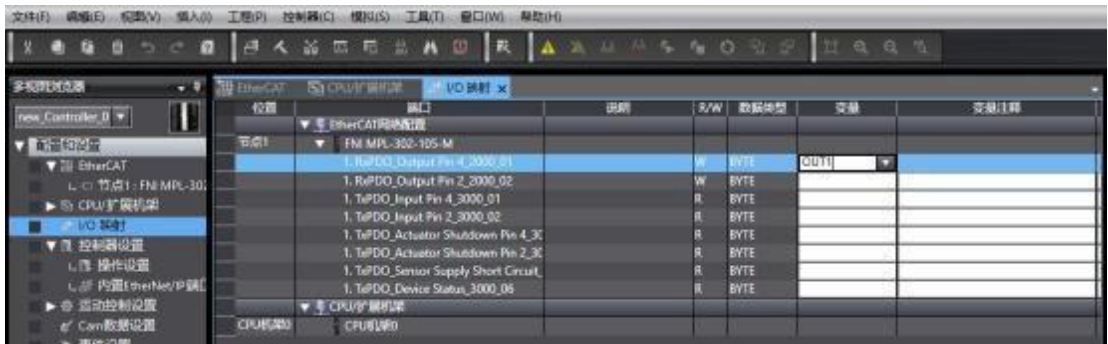 文件(F) 编辑(E) 视图(V) 插入(I) 工程(P) 控制器(C) 模拟(S) 工具(T) 窗口(W) 帮助(H)
多视图浏览器
EtherCAT CPU/扩展机架 I/O 映射
new_Controller_0
位置 端口 说明 R/W 数据类型 变量 变量注释
配置和设置
EtherCAT网络配置
EtherCAT
节点1 FNI MPL-302-105-M
节点1 : FNI MPL-302
1. RxPDO_Output Pin 4_2000_01 W BYTE OUT1
CPU/扩展机架
1. RxPDO_Output Pin 2_2000_02 W BYTE
I/O 映射
1. TxPDO_Input Pin 4_3000_01 R BYTE
控制器设置
1. TxPDO_Input Pin 2_3000_02 R BYTE
操作设置
1. TxPDO_Actuator Shutdown Pin 4_30 R BYTE
内置EtherNet/IP端口
1. TxPDO_Actuator Shutdown Pin 2_30 R BYTE
运动控制设置
1. TxPDO_Sensor Supply Short Circuit_ R BYTE
Cam数据设置
1. TxPDO_Device Status_3000_06 R BYTE
事件设置
CPU/扩展机架
CPU机架0 CPU机架0